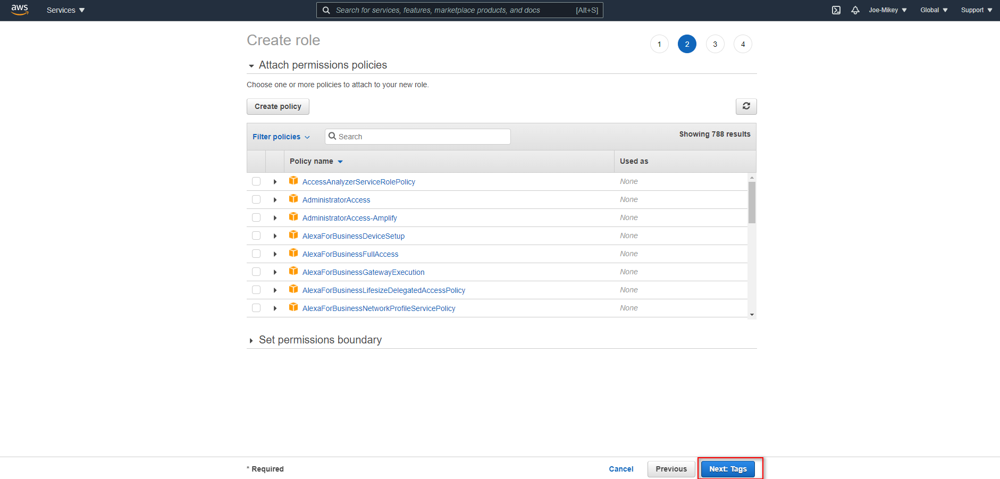 aws Services Search for services, features, marketplace products, and docs [Alt+S] Joe-Mikey Global Support
Create role 1 2 3 4
Attach permissions policies
Choose one or more policies to attach to your new role.
Create policy
Filter policies Search Showing 788 results
Policy name Used as
AccessAnalyzerServiceRolePolicy None
AdministratorAccess None
AdministratorAccess-Amplify None
AlexaForBusinessDeviceSetup None
AlexaForBusinessFullAccess None
AlexaForBusinessGatewayExecution None
AlexaForBusinessLifesizeDelegatedAccessPolicy None
AlexaForBusinessNetworkProfileServicePolicy None
Set permissions boundary
* Required Cancel Previous Next: Tags